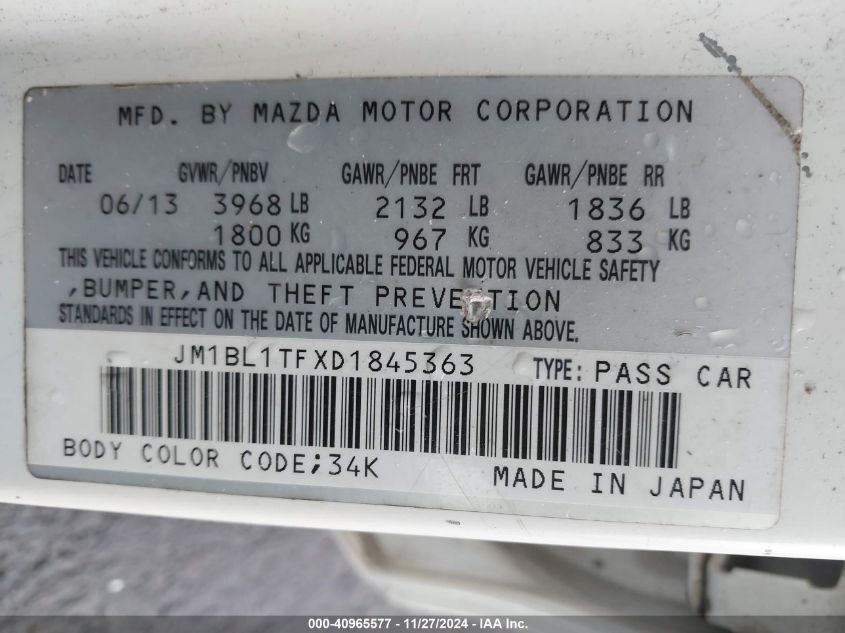 MFD. BY MAZDA MOTOR CORPORATION
DATE GVWR/PNBV GAWR/PNBE FRT GAWR/PNBE RR
06/13 3968 LB 2132 LB 1836 LB
1800 KG 967 KG 833 KG
THIS VEHICLE CONFORMS TO ALL APPLICABLE FEDERAL MOTOR VEHICLE SAFETY
,BUMPER,AND THEFT PREVENTION
STANDARDS IN EFFECT ON THE DATE OF MANUFACTURE SHOWN ABOVE.
JM1BL1TFXD1845363 TYPE: PASS CAR
BODY COLOR CODE;34K MADE IN JAPAN
000-40965577 - 11/27/2024 - IAA Inc.